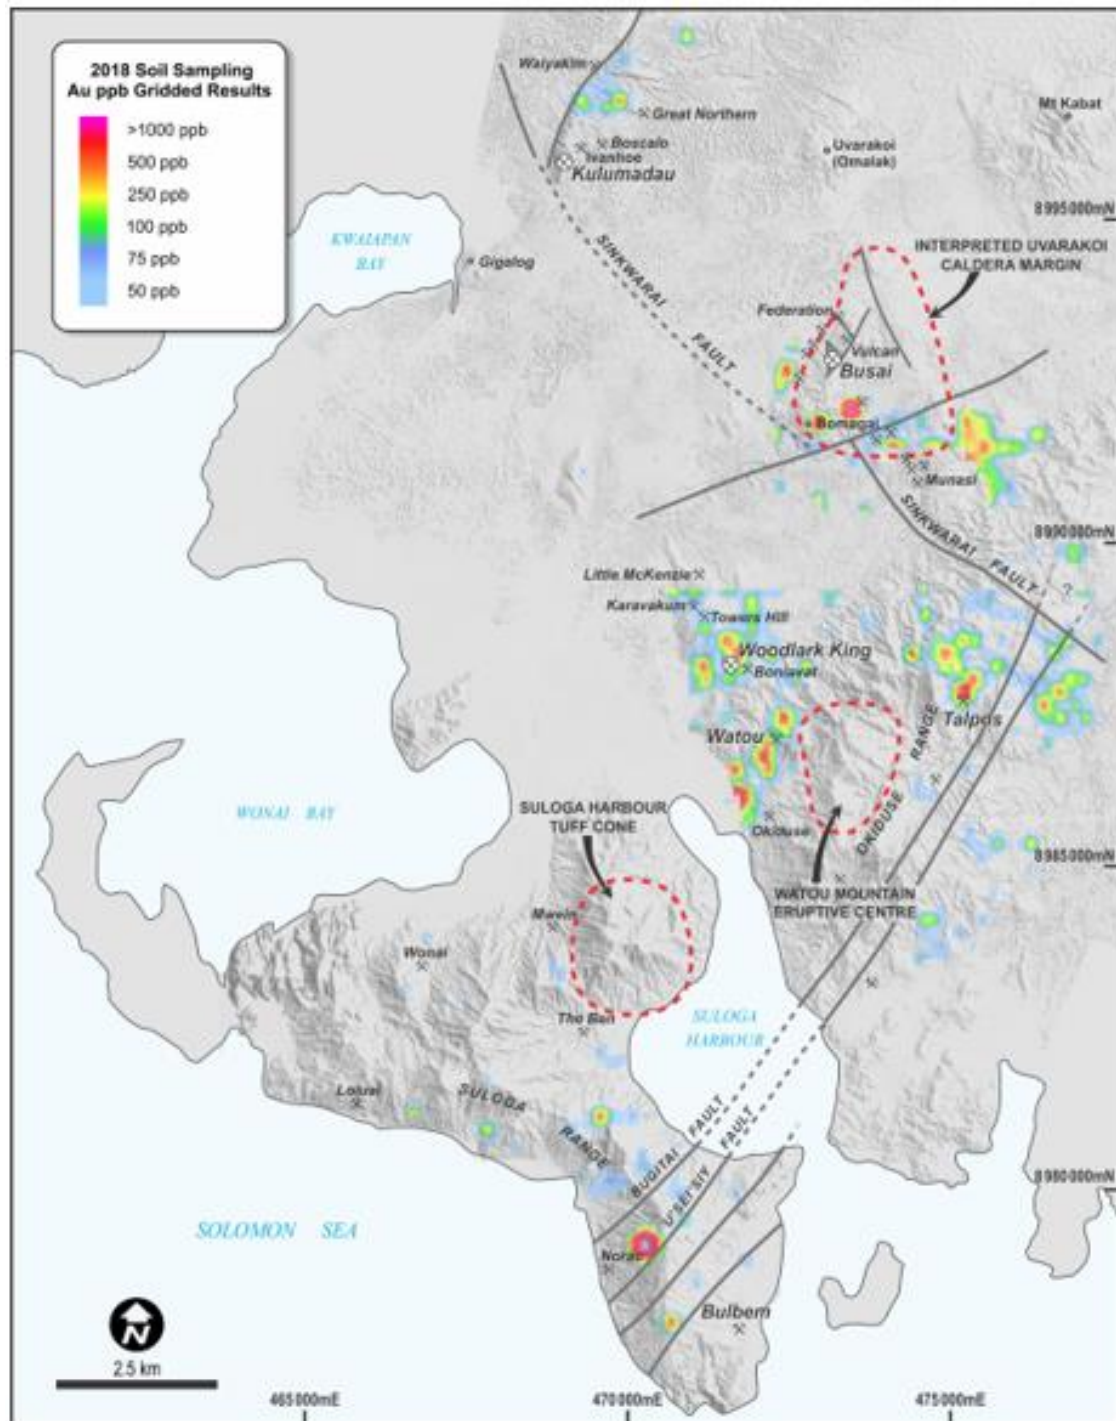 2018 Soil Sampling
Au ppb Gridded Results
>1000 ppb
500 ppb
250 ppb
100 ppb
75 ppb
50 ppb
Waiyakim
Great Northern
Boscalo
Ivanhoe
Kulumadau
Mt Kabat
Uvarakoi
(Omalak)
8995000mN
KWAIAPAN
BAY
Gigalog
SINKWARAI
FAULT
INTERPRETED UVARAKOI
CALDERA MARGIN
Federation
Vulcan
Busai
Bomagai
Munasi
SINKWARAI
FAULT
8990000mN
?
Little McKenzie
Karavakum
Towers Hill
Woodlark King
Boniavat
Watou
Talpos
OKIDUSE
RANGE
Okiduse
WONAI BAY
SULOGA HARBOUR
TUFF CONE
8985000mN
WATOU MOUNTAIN
ERUPTIVE CENTRE
Mwein
Wonai
The Ban
SULOGA
HARBOUR
Loluai
SULOGA
RANGE
BUGITAI
FAULT
U'SEI'SIY
FAULT
8980000mN
SOLOMON SEA
Bulbem
N
2.5 km
465000mE
470000mE
475000mE